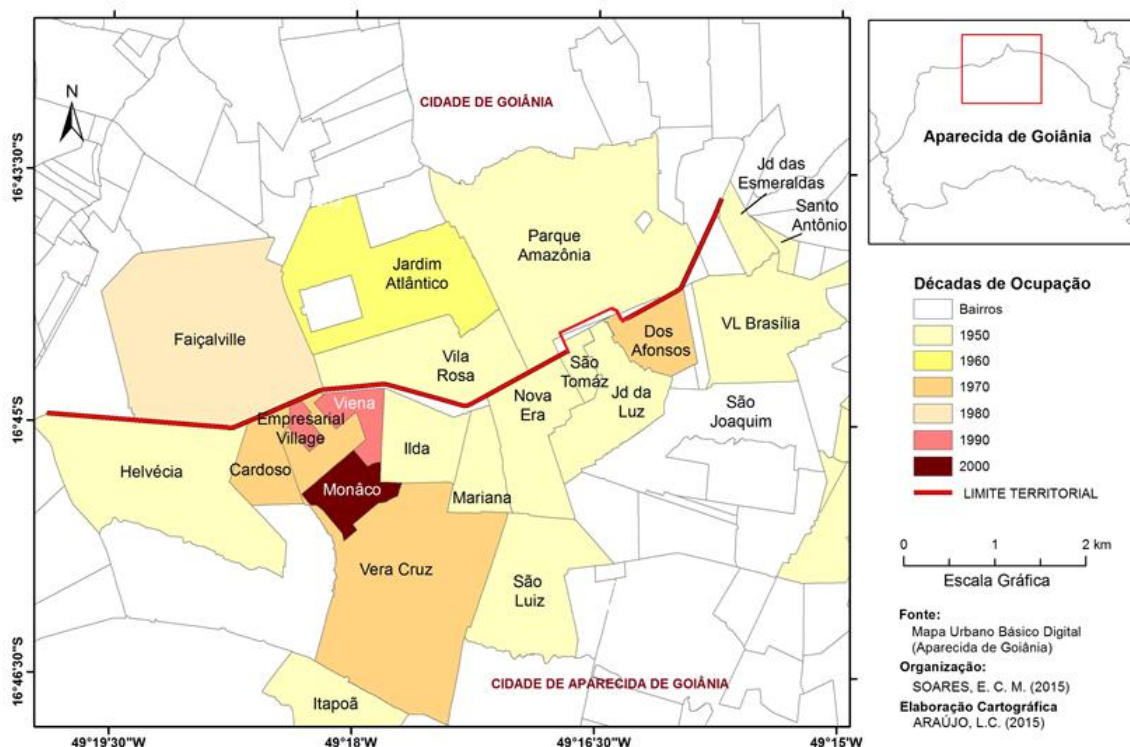 N
CIDADE DE GOIÂNIA
16°43'30"S
16°45'S
16°46'30"S
49°19'30"W
49°18'W
49°16'30"W
49°15'W
Jd das
Esmeraldas
Santo
Antônio
Parque
Amazônia
Jardim
Atlântico
Faiçalville
Vila
Rosa
Dos
Afonsos
VL Brasília
São
Tomáz
Jd da
Luz
Nova
Era
São
Joaquim
Viena
Empresarial
Village
Ilda
Helvécia
Cardoso
Monâco
Mariana
Vera Cruz
São
Luiz
Itapoã
CIDADE DE APARECIDA DE GOIÂNIA
Aparecida de Goiânia
Décadas de Ocupação
Bairros
1950
1960
1970
1980
1990
2000
LIMITE TERRITORIAL
0 1 2 km
Escala Gráfica
Fonte:
Mapa Urbano Básico Digital
(Aparecida de Goiânia)
Organização:
SOARES, E. C. M. (2015)
Elaboração Cartográfica
ARAÚJO, L.C. (2015)